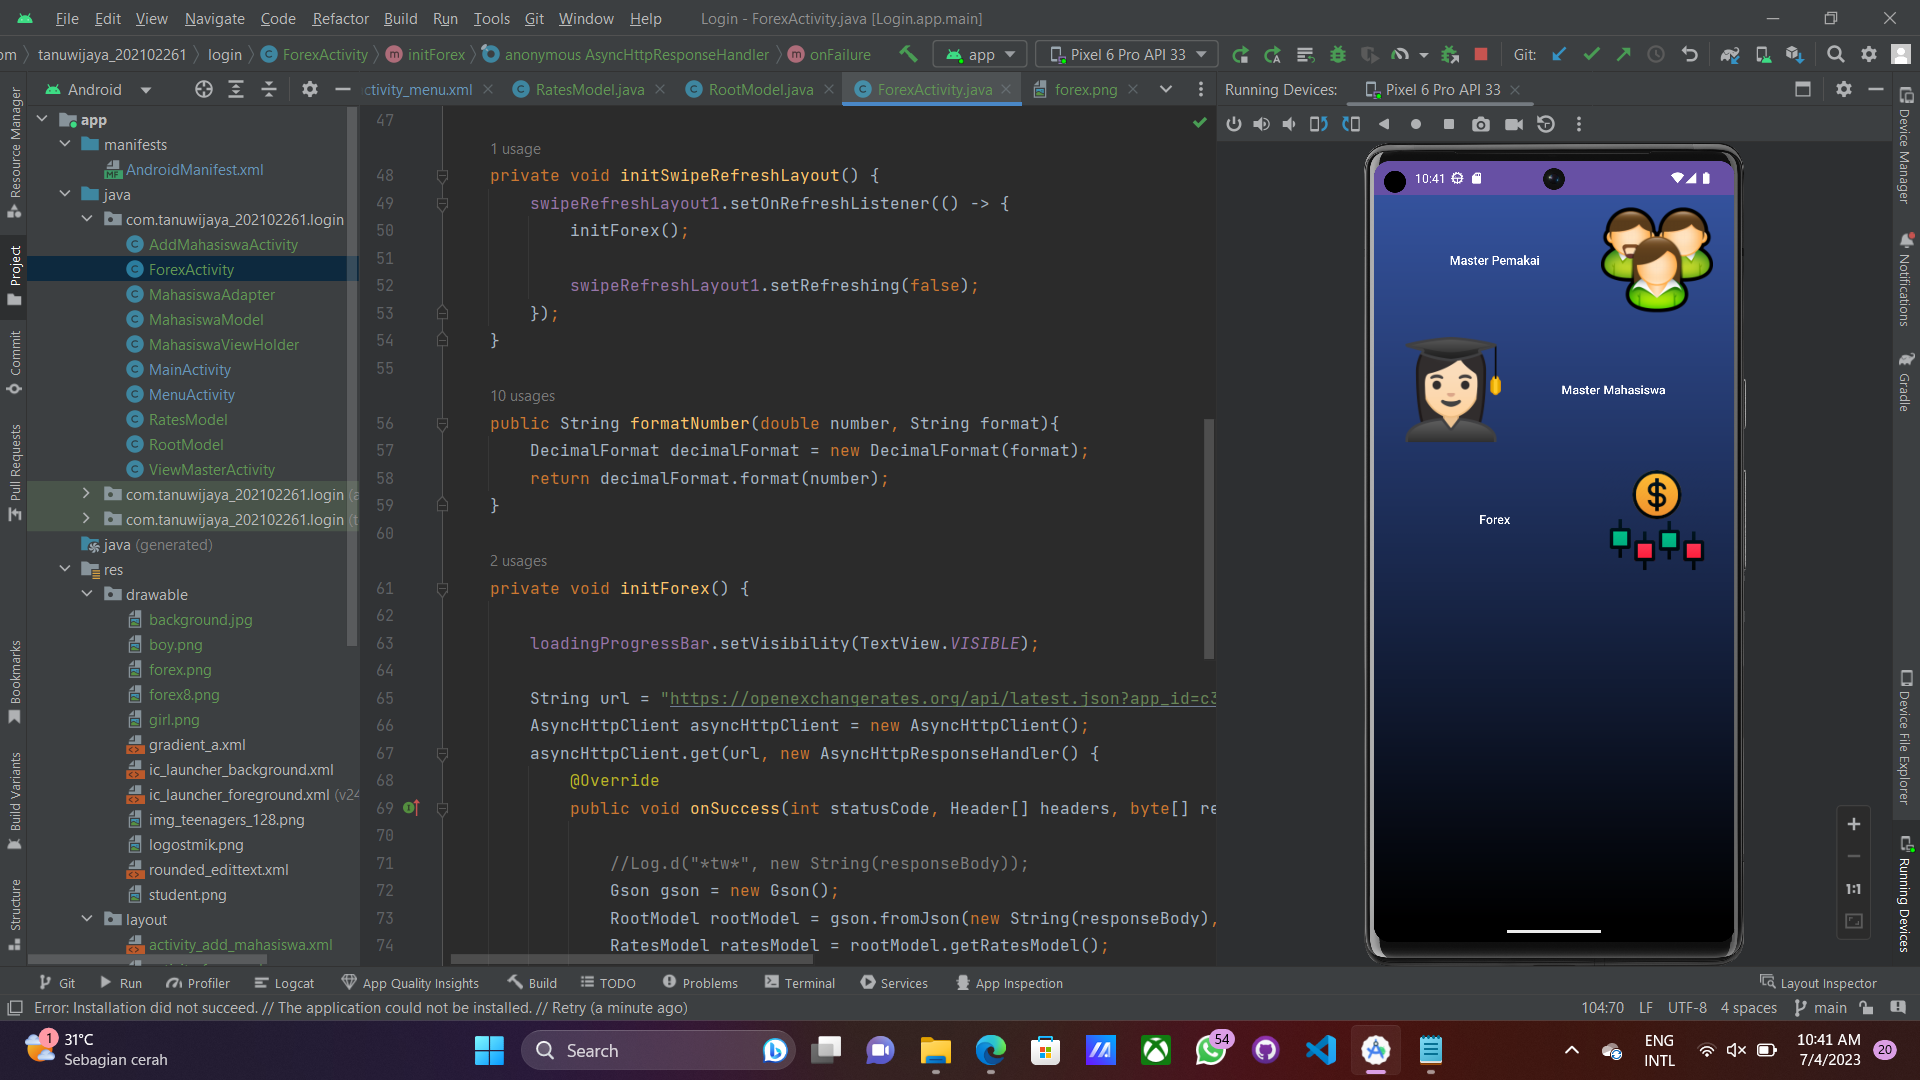 File Edit View Navigate Code Refactor Build Run Tools Git Window Help Login - ForexActivity.java [Login.app.main]
om tanuwijaya_202102261 login ForexActivity initForex anonymous AsyncHttpResponseHandler onFailure app Pixel 6 Pro API 33 Git:
Android
ctivity_menu.xml RatesModel.java RootModel.java ForexActivity.java forex.png
Running Devices: Pixel 6 Pro API 33
Resource Manager
Project
Commit
Pull Requests
Bookmarks
Build Variants
Structure
app
manifests
AndroidManifest.xml
java
com.tanuwijaya_202102261.login
AddMahasiswaActivity
ForexActivity
MahasiswaAdapter
MahasiswaModel
MahasiswaViewHolder
MainActivity
MenuActivity
RatesModel
RootModel
ViewMasterActivity
com.tanuwijaya_202102261.login (a
com.tanuwijaya_202102261.login (t
java (generated)
res
drawable
background.jpg
boy.png
forex.png
forex8.png
girl.png
gradient_a.xml
ic_launcher_background.xml
ic_launcher_foreground.xml (v24
img_teenagers_128.png
logostmik.png
rounded_edittext.xml
student.png
layout
activity_add_mahasiswa.xml
47
1 usage
48 private void initSwipeRefreshLayout() {
49 swipeRefreshLayout1.setOnRefreshListener(() -> {
50 initForex();
51
52 swipeRefreshLayout1.setRefreshing(false);
53 });
54 }
55
10 usages
56 public String formatNumber(double number, String format){
57 DecimalFormat decimalFormat = new DecimalFormat(format);
58 return decimalFormat.format(number);
59 }
60
2 usages
61 private void initForex() {
62
63 loadingProgressBar.setVisibility(TextView.VISIBLE);
64
65 String url = "https://openexchangerates.org/api/latest.json?app_id=c3
66 AsyncHttpClient asyncHttpClient = new AsyncHttpClient();
67 asyncHttpClient.get(url, new AsyncHttpResponseHandler() {
68 @Override
69 public void onSuccess(int statusCode, Header[] headers, byte[] re
70
71 //Log.d("*tw*", new String(responseBody));
72 Gson gson = new Gson();
73 RootModel rootModel = gson.fromJson(new String(responseBody),
74 RatesModel ratesModel = rootModel.getRatesModel();
10:41
Master Pemakai
Master Mahasiswa
Forex
1:1
Device Manager
Notifications
Gradle
Device File Explorer
Running Devices
Git Run Profiler Logcat App Quality Insights Build TODO Problems Terminal Services App Inspection Layout Inspector
Error: Installation did not succeed. // The application could not be installed. // Retry (a minute ago) 104:70 LF UTF-8 4 spaces main
1
31°C
Sebagian cerah
Search
54
ENG
INTL
10:41 AM
7/4/2023
20